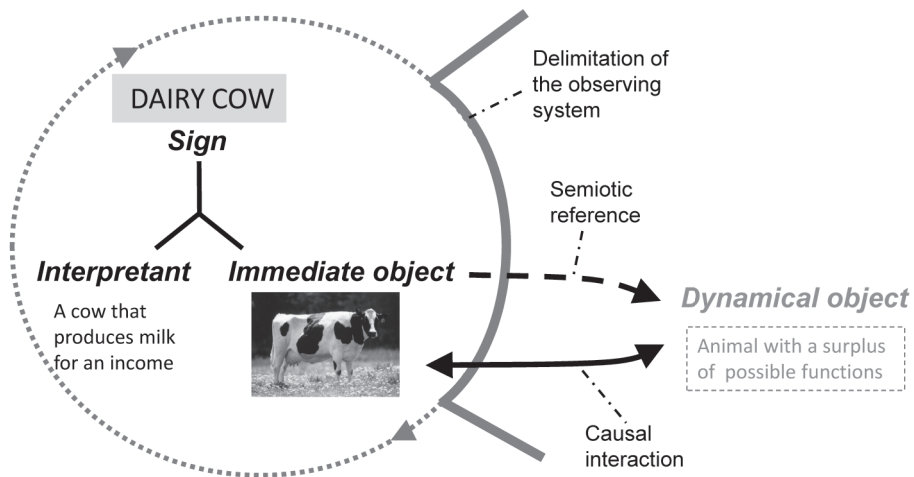 DAIRY COW
Sign
Interpretant
Immediate object
A cow that
produces milk
for an income
Delimitation of
the observing
system
Semiotic
reference
Dynamical object
Animal with a surplus
of possible functions
Causal
interaction